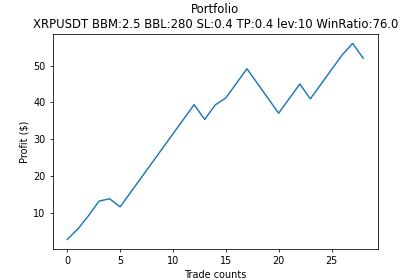 Portfolio
XRPUSDT BBM:2.5 BBL:280 SL:0.4 TP:0.4 lev:10 WinRatio:76.0
50
40
30
20
10
Profit ($)
0 5 10 15 20 25
Trade counts